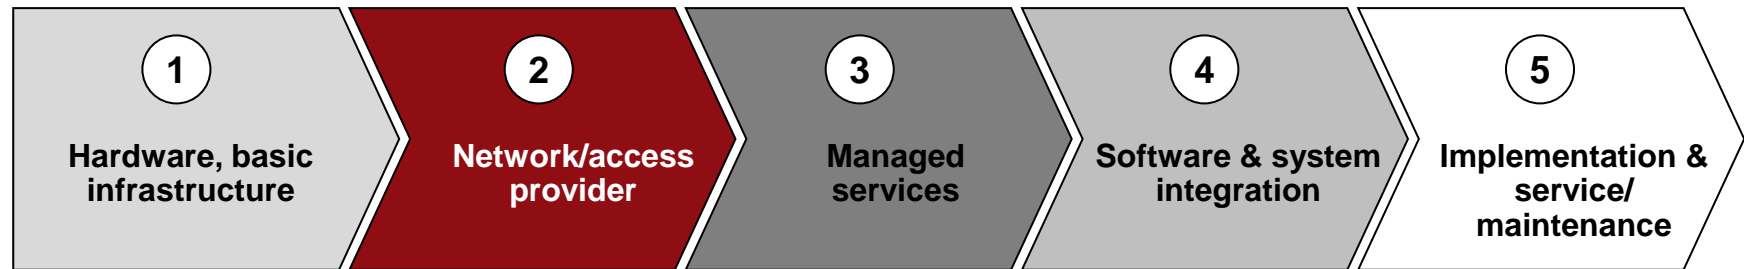 1
Hardware, basic
infrastructure
2
Network/access
provider
3
Managed
services
4
Software & system
integration
5
Implementation &
service/
maintenance